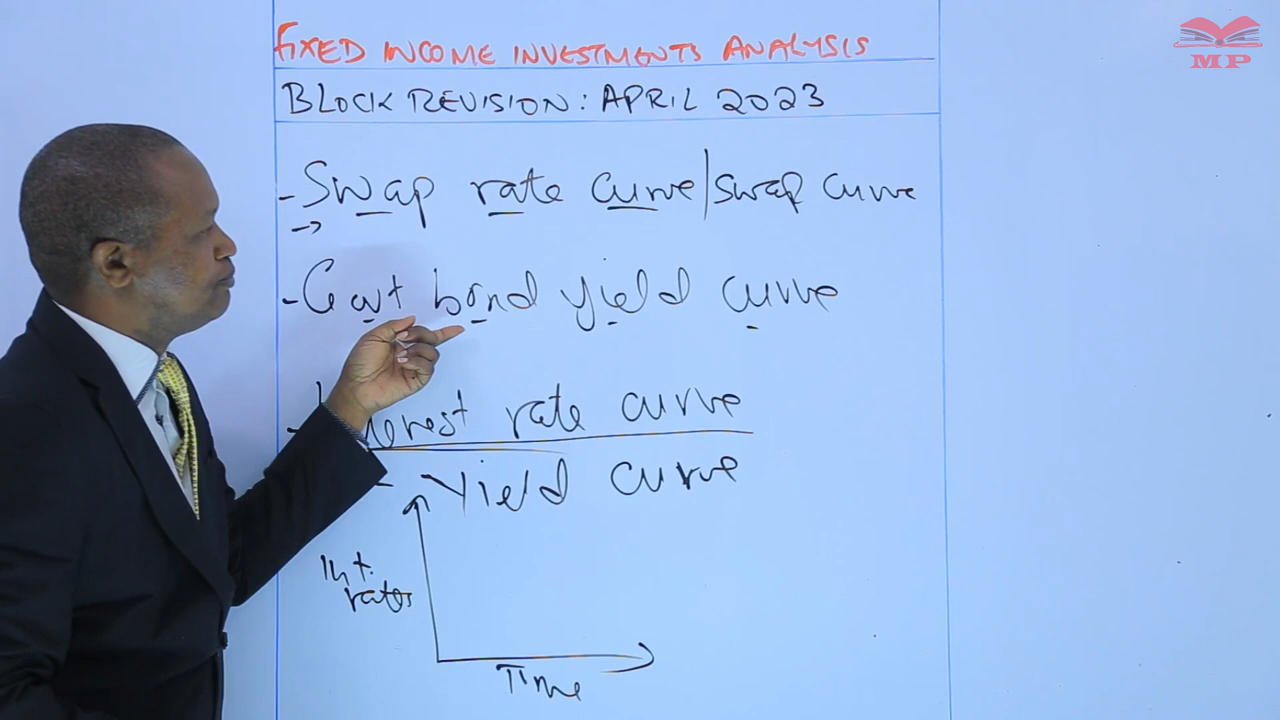 FIXED INCOME INVESTMENTS ANALYSIS
MP
BLOCK REVISION: APRIL 2023
- Swap rate curve/swap curve
- Govt bond yield curve
- Interest rate curve
- Yield curve
Int. rates
Time